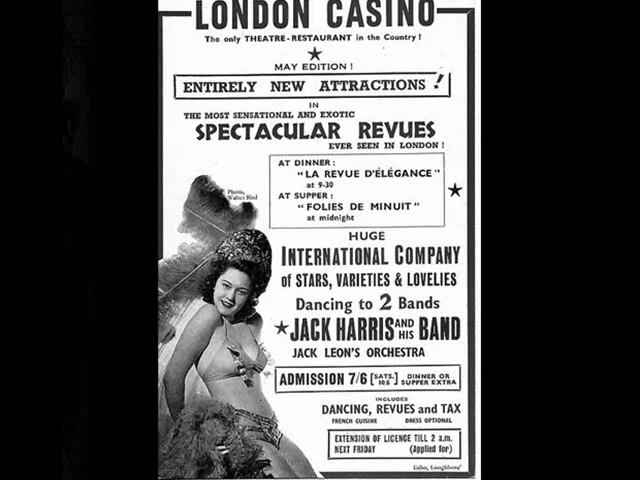 LONDON CASINO
The only THEATRE-RESTAURANT in the Country!
MAY EDITION!
ENTIRELY NEW ATTRACTIONS!
IN
THE MOST SENSATIONAL AND EXOTIC
SPECTACULAR REVUES
EVER SEEN IN LONDON!
AT DINNER:
"LA REVUE D'ÉLÉGANCE"
at 9-30
AT SUPPER:
"FOLIES DE MINUIT"
at midnight
Photo,
Walter Bird
HUGE
INTERNATIONAL COMPANY
of STARS, VARIETIES & LOVELIES
Dancing to 2 Bands
JACK HARRIS AND HIS BAND
JACK LEON'S ORCHESTRA
ADMISSION 7/6 [SATS. 10/6] DINNER OR SUPPER EXTRA
INCLUDES
DANCING, REVUES and TAX
FRENCH CUISINE DRESS OPTIONAL
EXTENSION OF LICENCE TILL 2 a.m.
NEXT FRIDAY (Applied for)